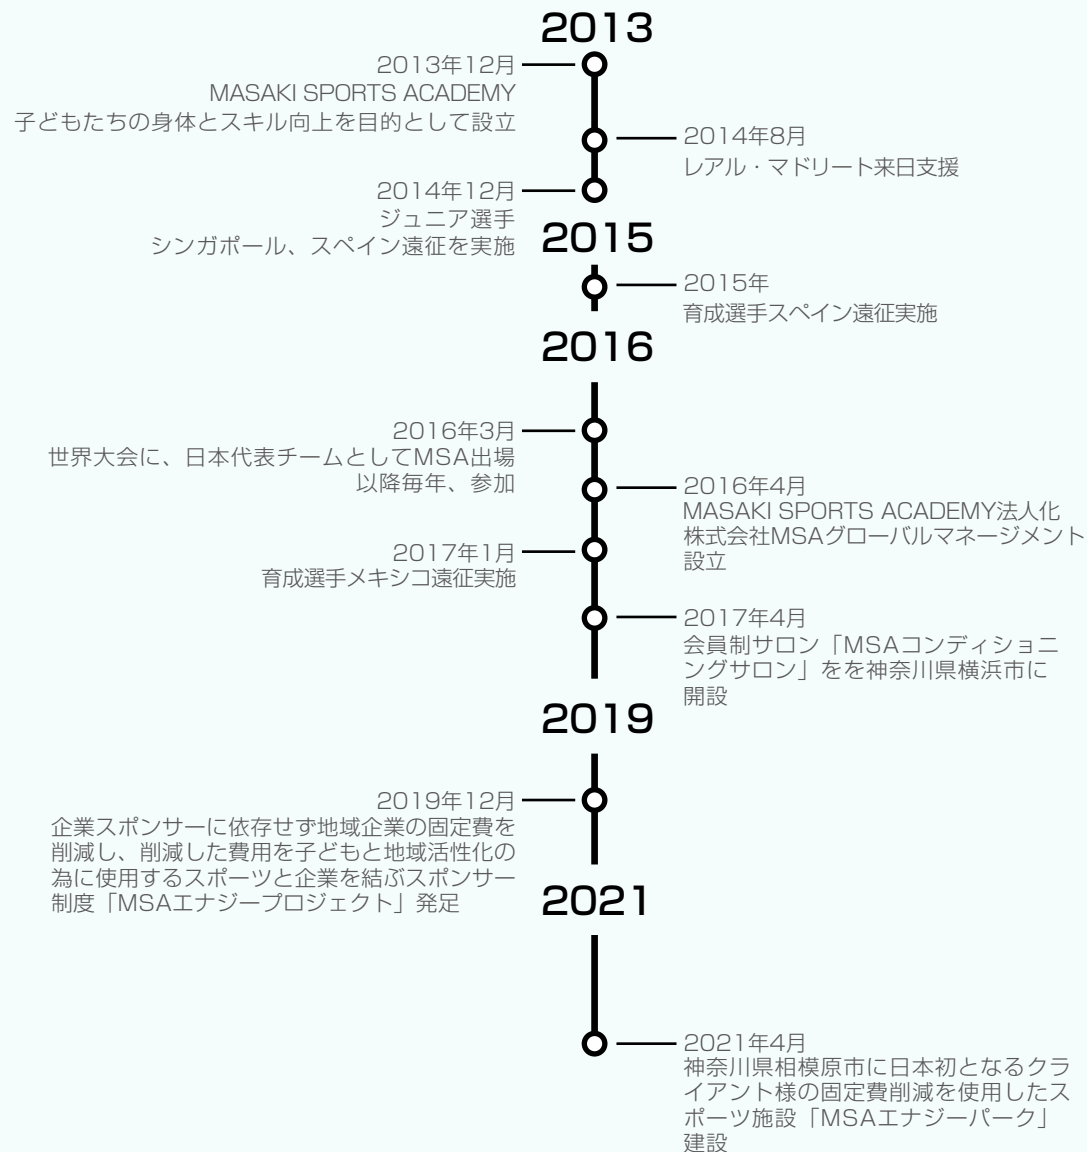 2013
2013年12月
MASAKI SPORTS ACADEMY
子どもたちの身体とスキル向上を目的として設立
2014年8月
レアル・マドリート来日支援
2014年12月
ジュニア選手
シンガポール、スペイン遠征を実施
2015
2015年
育成選手スペイン遠征実施
2016
2016年3月
世界大会に、日本代表チームとしてMSA出場
以降毎年、参加
2016年4月
MASAKI SPORTS ACADEMY法人化
株式会社MSAグローバルマネージメント
設立
2017年1月
育成選手メキシコ遠征実施
2017年4月
会員制サロン「MSAコンディショニ
ングサロン」をを神奈川県横浜市に
開設
2019
2019年12月
企業スポンサーに依存せず地域企業の固定費を
削減し、削減した費用を子どもと地域活性化の
為に使用するスポーツと企業を結ぶスポンサー
制度「MSAエナジープロジェクト」発足
2021
2021年4月
神奈川県相模原市に日本初となるクラ
イアント様の固定費削減を使用したス
ポーツ施設「MSAエナジーパーク」
建設